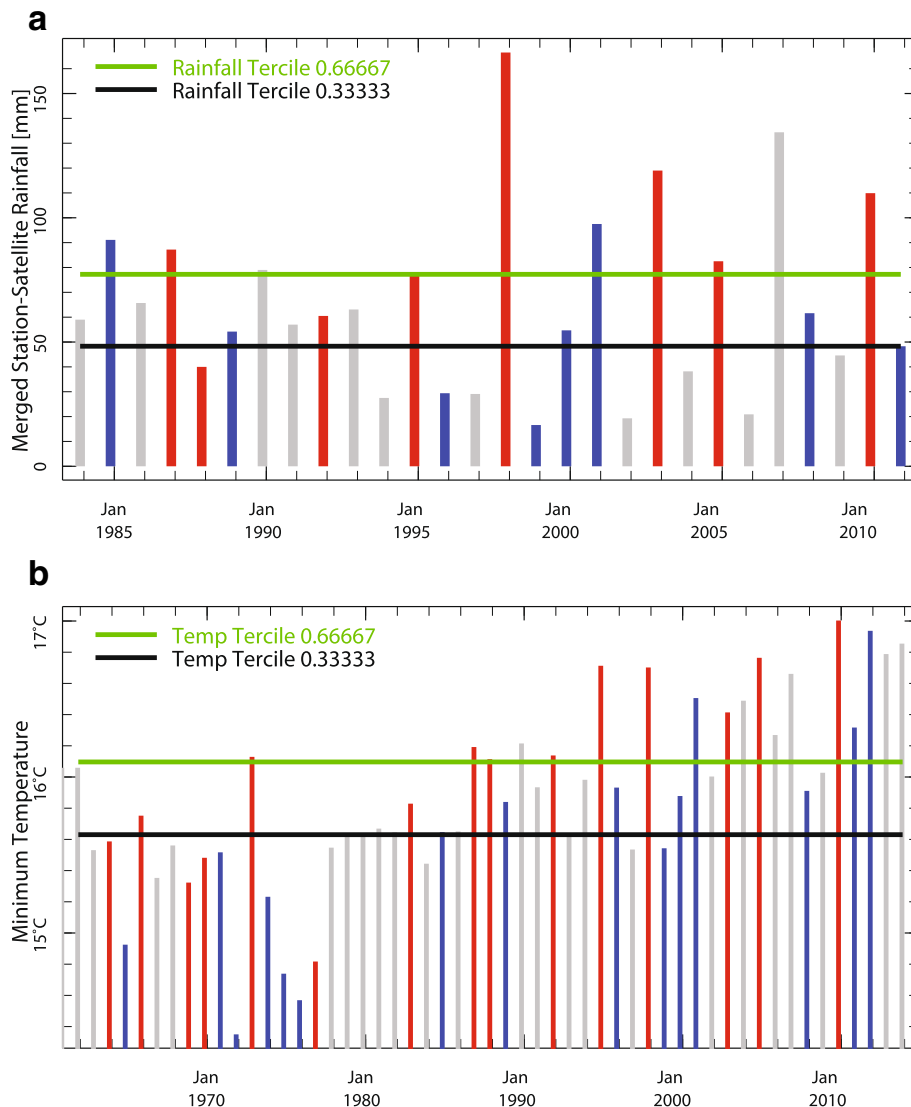 a
Rainfall Tercile 0.66667
Rainfall Tercile 0.33333
Merged Station-Satellite Rainfall [mm]
150
100
50
0
Jan Jan Jan Jan Jan Jan
1985 1990 1995 2000 2005 2010
b
Temp Tercile 0.66667
Temp Tercile 0.33333
Minimum Temperature
17°C
16°C
15°C
Jan Jan Jan Jan Jan
1970 1980 1990 2000 2010